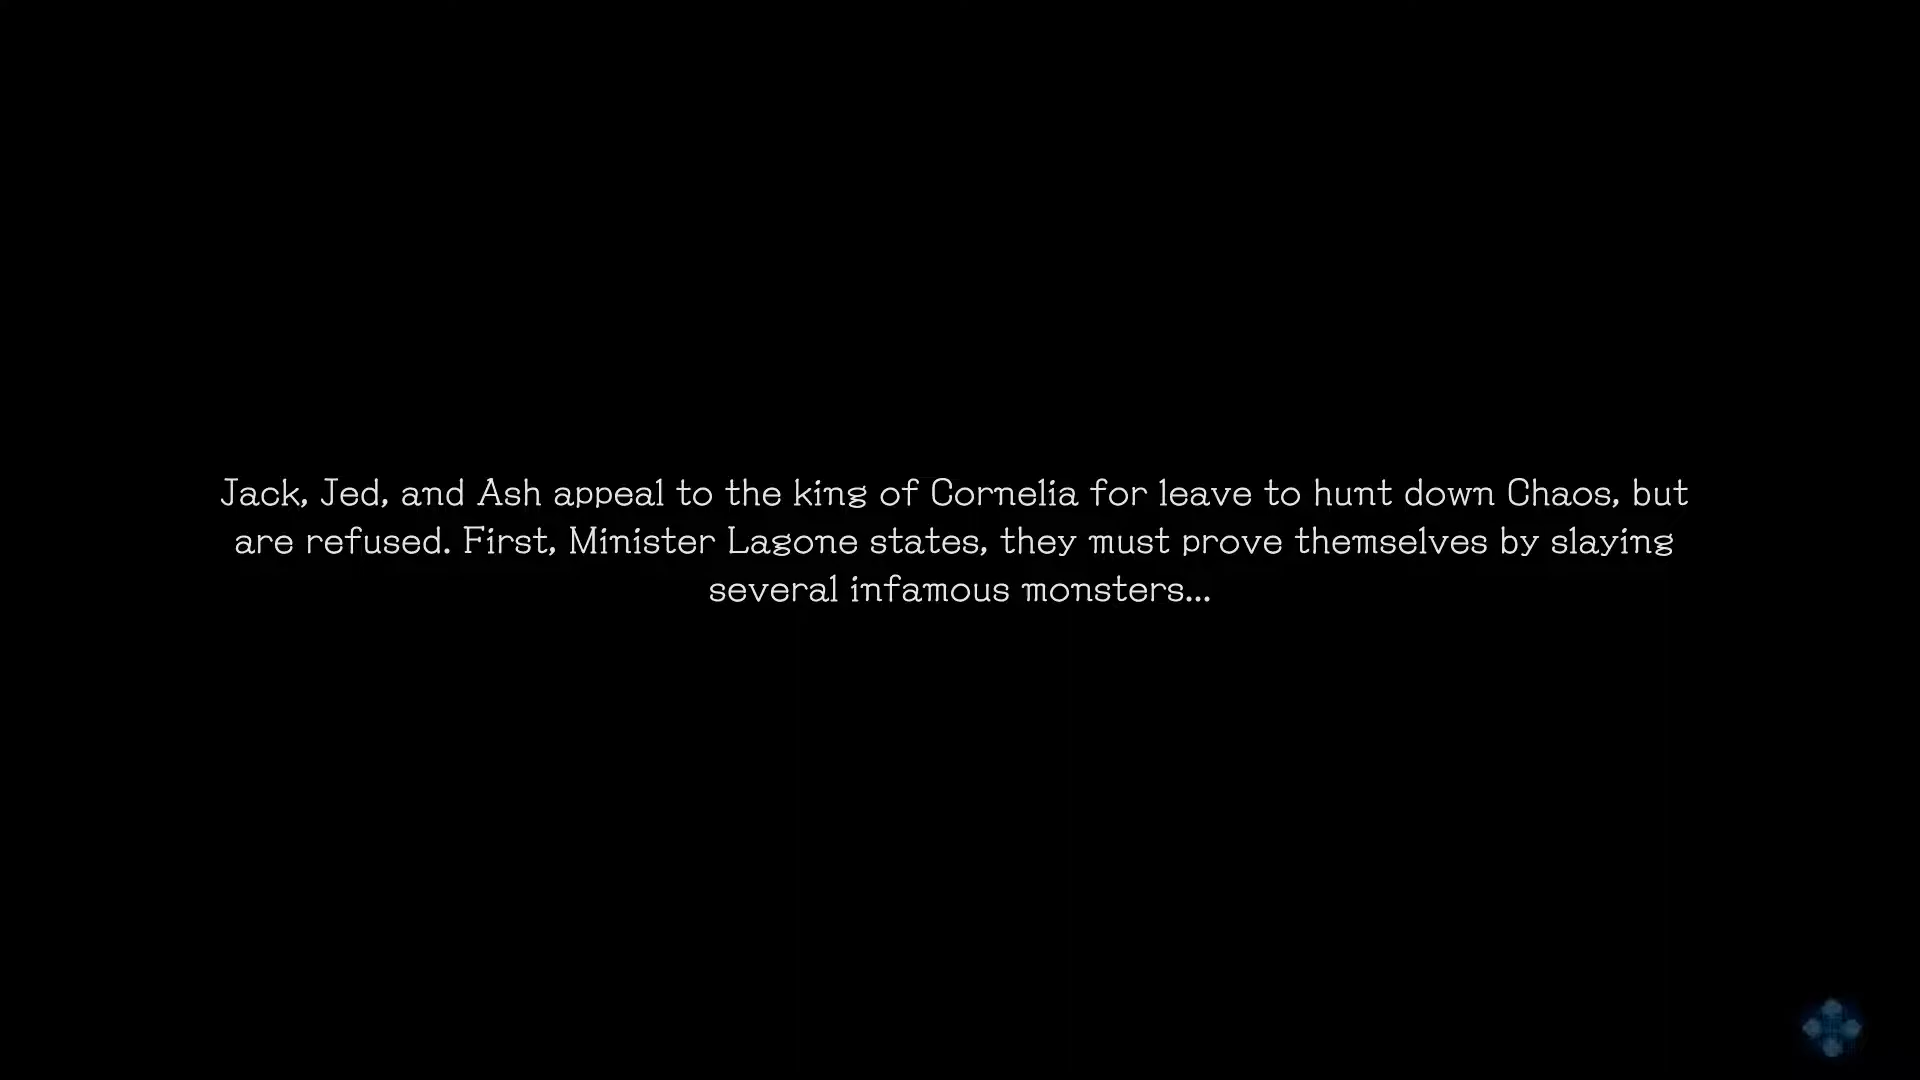 Jack, Jed, and Ash appeal to the king of Cornelia for leave to hunt down Chaos, but
are refused. First, Minister Lagone states, they must prove themselves by slaying
several infamous monsters...